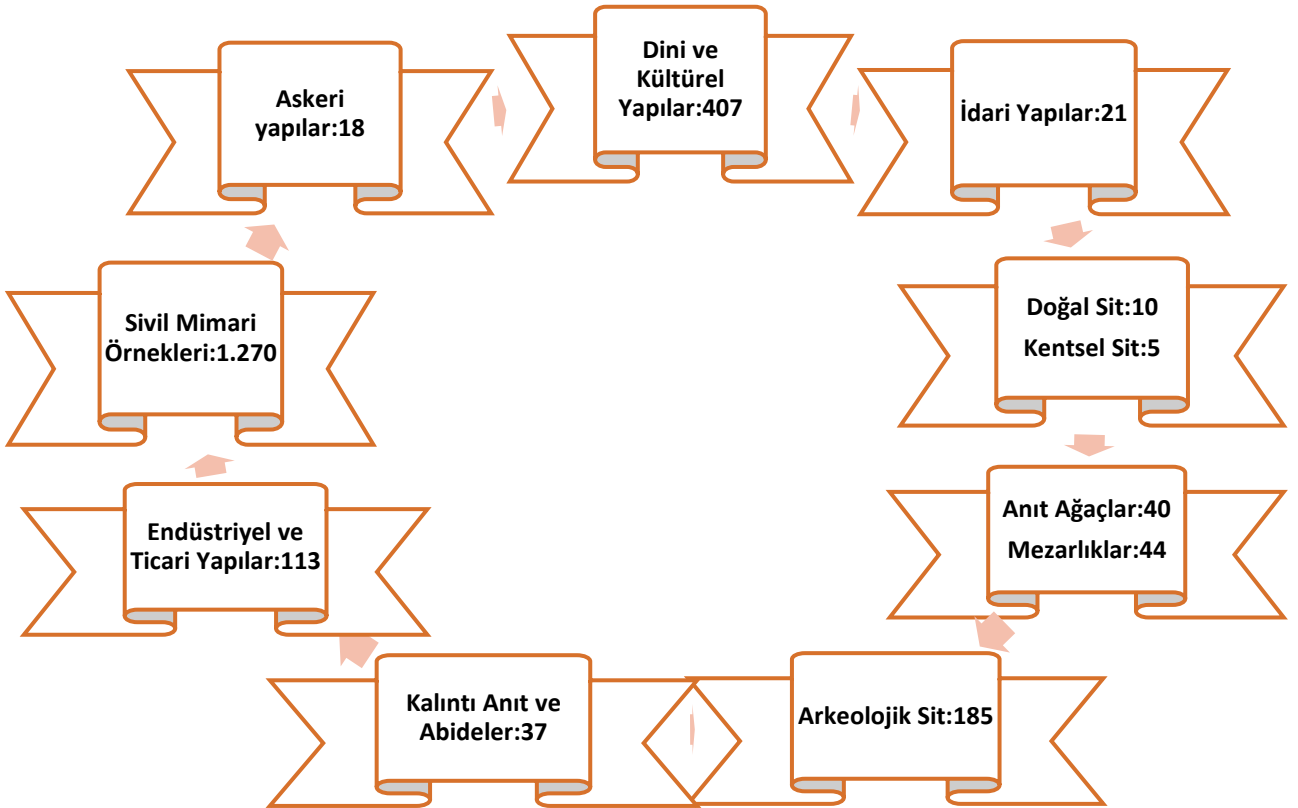 Dini ve
Kültürel
Yapılar:407
İdari Yapılar:21
Doğal Sit:10
Kentsel Sit:5
Anıt Ağaçlar:40
Mezarlıklar:44
Arkeolojik Sit:185
Kalıntı Anıt ve
Abideler:37
Endüstriyel ve
Ticari Yapılar:113
Sivil Mimari
Örnekleri:1.270
Askeri
yapılar:18